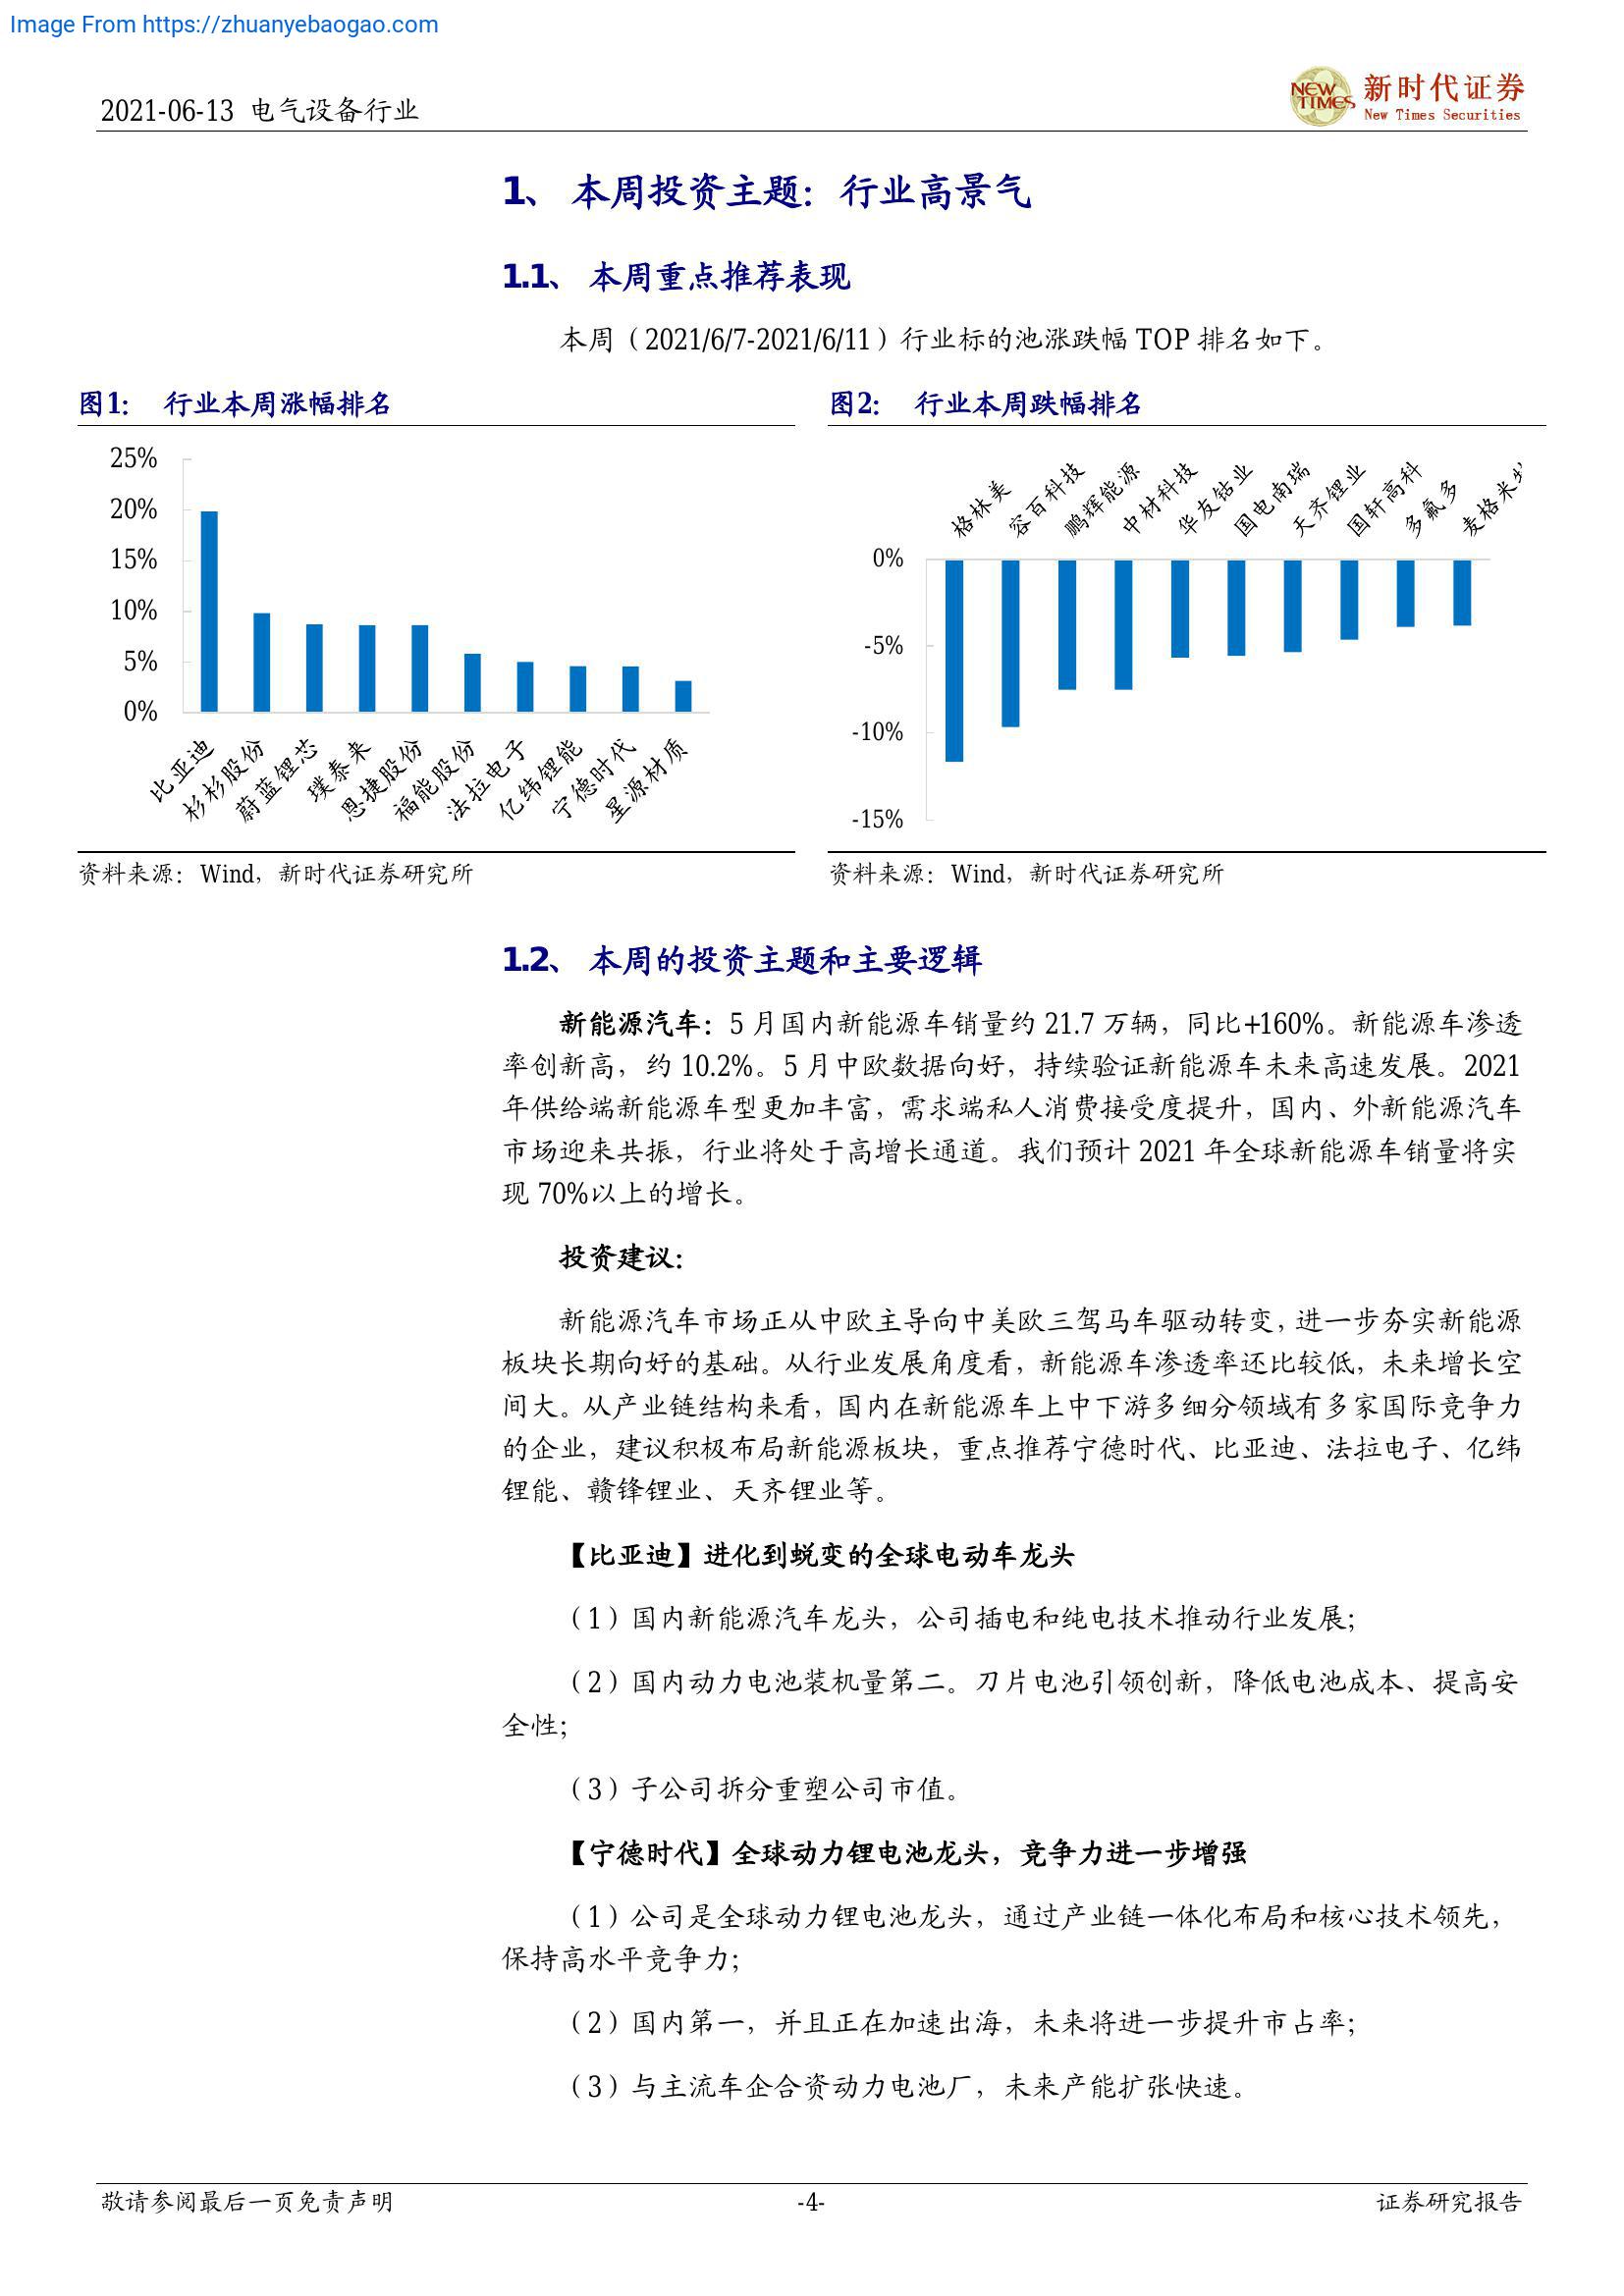 Image From https://zhuanyebaogao.com
2021-06-13 电气设备行业
NEW TIMES
新时代证券
New Times Securities
1、 本周投资主题：行业高景气
1.1、 本周重点推荐表现
本周（2021/6/7-2021/6/11）行业标的池涨跌幅 TOP 排名如下。
图1： 行业本周涨幅排名
25%
20%
15%
10%
5%
0%
比亚迪
杉杉股份
蔚蓝锂芯
璞泰来
恩捷股份
福能股份
法拉电子
亿纬锂能
宁德时代
星源材质
资料来源：Wind，新时代证券研究所
图2： 行业本周跌幅排名
格林美
容百科技
鹏辉能源
中材科技
华友钴业
国电南瑞
天齐锂业
国轩高科
多氟多
麦格米
0%
-5%
-10%
-15%
资料来源：Wind，新时代证券研究所
1.2、 本周的投资主题和主要逻辑
新能源汽车：5 月国内新能源车销量约 21.7 万辆，同比+160%。新能源车渗透
率创新高，约 10.2%。5 月中欧数据向好，持续验证新能源车未来高速发展。2021
年供给端新能源车型更加丰富，需求端私人消费接受度提升，国内、外新能源汽车
市场迎来共振，行业将处于高增长通道。我们预计 2021 年全球新能源车销量将实
现 70%以上的增长。
投资建议：
新能源汽车市场正从中欧主导向中美欧三驾马车驱动转变，进一步夯实新能源
板块长期向好的基础。从行业发展角度看，新能源车渗透率还比较低，未来增长空
间大。从产业链结构来看，国内在新能源车上中下游多细分领域有多家国际竞争力
的企业，建议积极布局新能源板块，重点推荐宁德时代、比亚迪、法拉电子、亿纬
锂能、赣锋锂业、天齐锂业等。
【比亚迪】进化到蜕变的全球电动车龙头
（1）国内新能源汽车龙头，公司插电和纯电技术推动行业发展；
（2）国内动力电池装机量第二。刀片电池引领创新，降低电池成本、提高安
全性；
（3）子公司拆分重塑公司市值。
【宁德时代】全球动力锂电池龙头，竞争力进一步增强
（1）公司是全球动力锂电池龙头，通过产业链一体化布局和核心技术领先，
保持高水平竞争力；
（2）国内第一，并且正在加速出海，未来将进一步提升市占率；
（3）与主流车企合资动力电池厂，未来产能扩张快速。
敬请参阅最后一页免责声明
-4-
证券研究报告